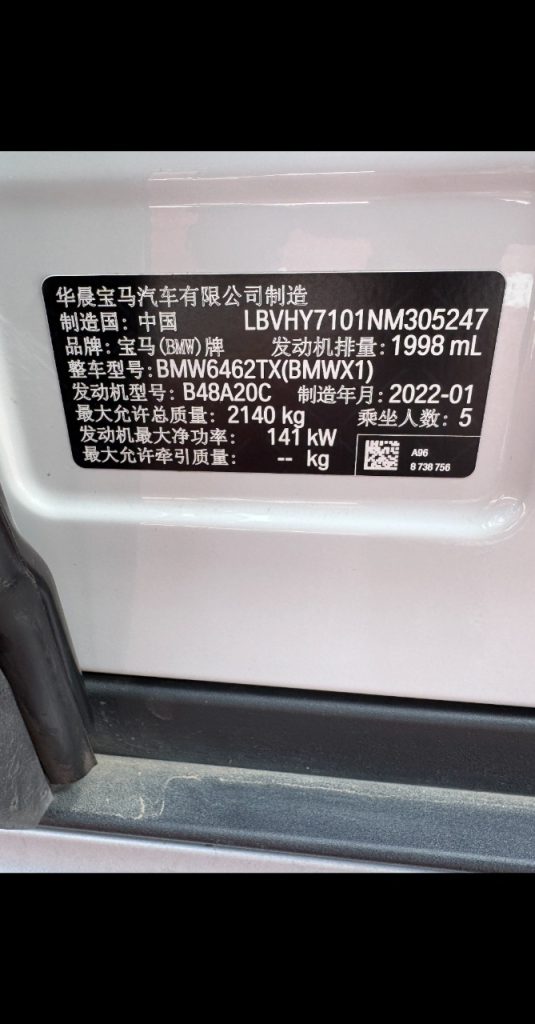 华晨宝马汽车有限公司制造
制造国: 中国 LBVHY7101NM305247
品牌: 宝马(BMW)牌 发动机排量: 1998 mL
整车型号: BMW6462TX(BMWX1)
发动机型号: B48A20C 制造年月: 2022-01
最大允许总质量: 2140 kg 乘坐人数: 5
发动机最大净功率: 141 kW
最大允许牵引质量: -- kg
A96
8 738 756